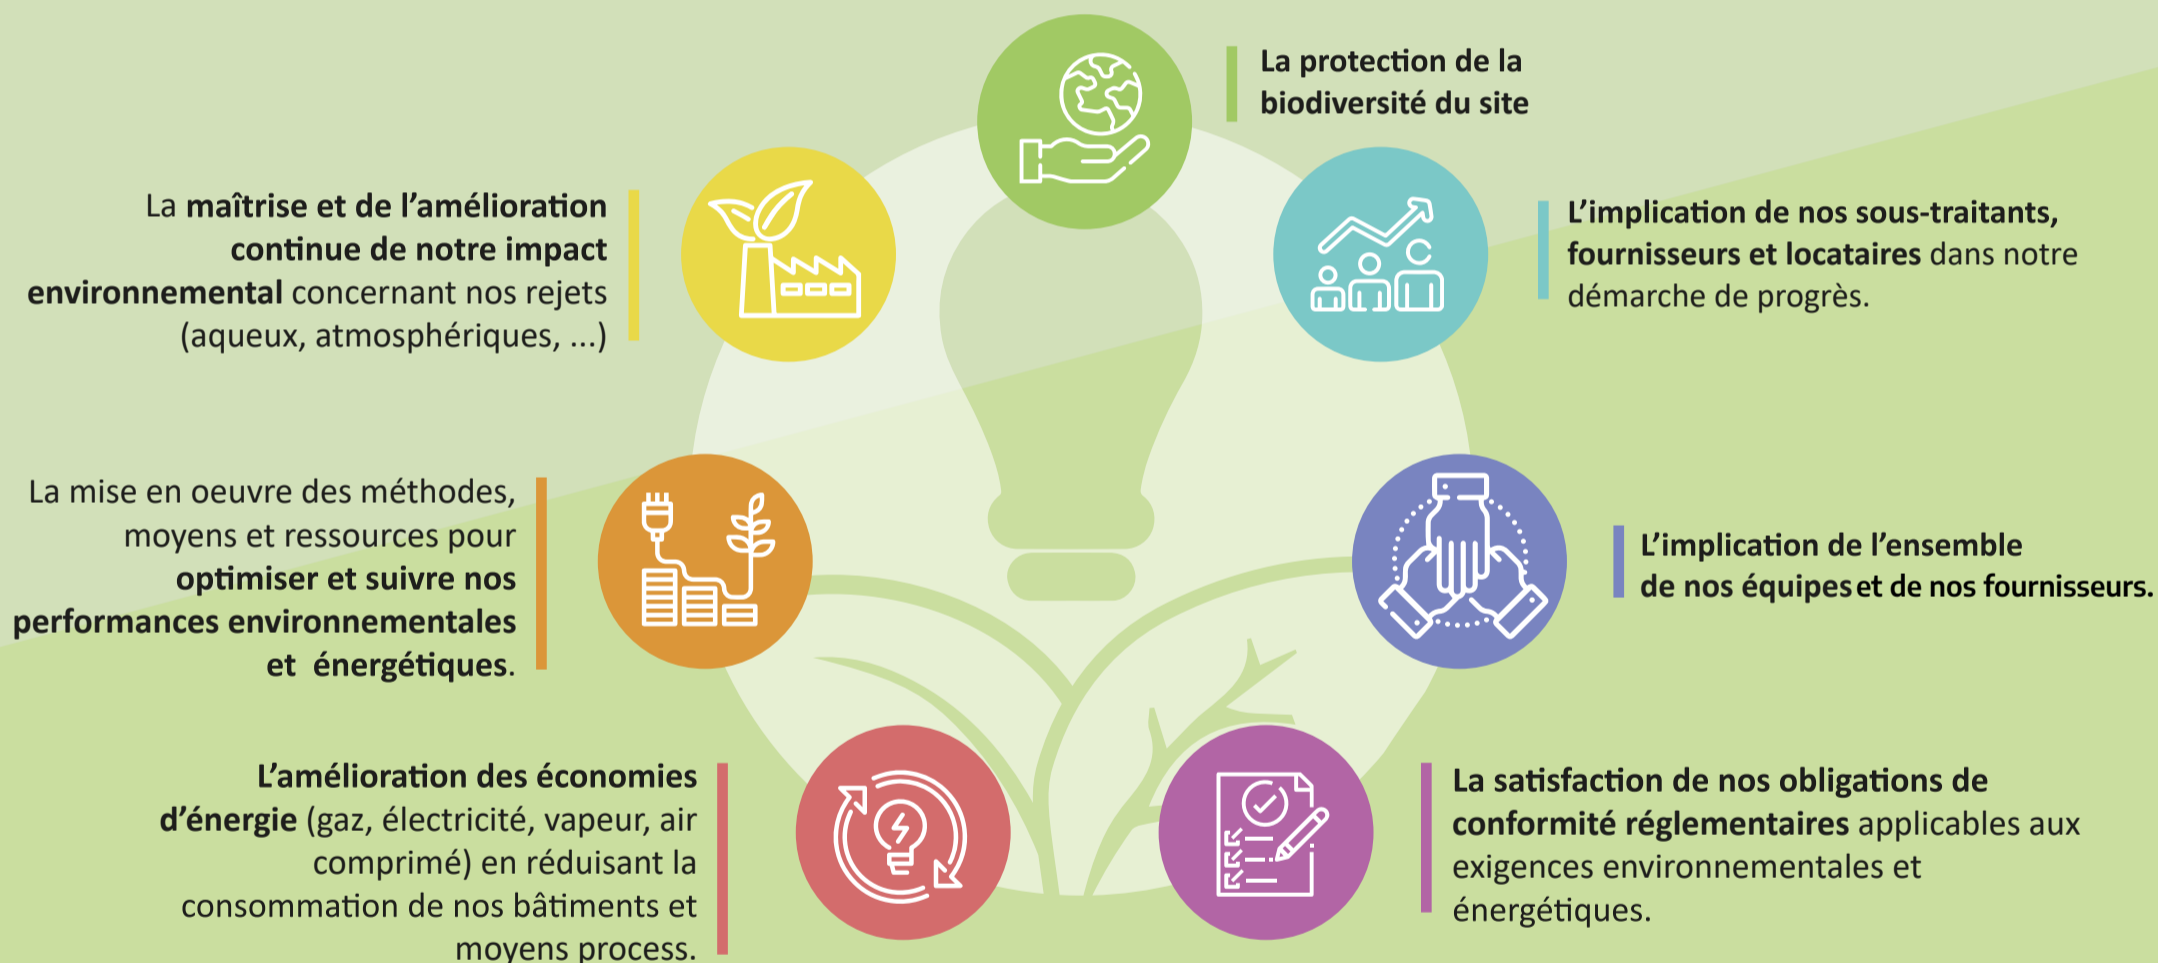 La protection de la
biodiversité du site
La maîtrise et de l'amélioration
continue de notre impact
environnemental concernant nos rejets
(aqueux, atmosphériques, ...)
L'implication de nos sous-traitants,
fournisseurs et locataires dans notre
démarche de progrès.
La mise en oeuvre des méthodes,
moyens et ressources pour
optimiser et suivre nos
performances environnementales
et énergétiques.
L'implication de l'ensemble
de nos équipes et de nos fournisseurs.
L'amélioration des économies
d'énergie (gaz, électricité, vapeur, air
comprimé) en réduisant la
consommation de nos bâtiments et
moyens process.
La satisfaction de nos obligations de
conformité réglementaires applicables aux
exigences environnementales et
énergétiques.